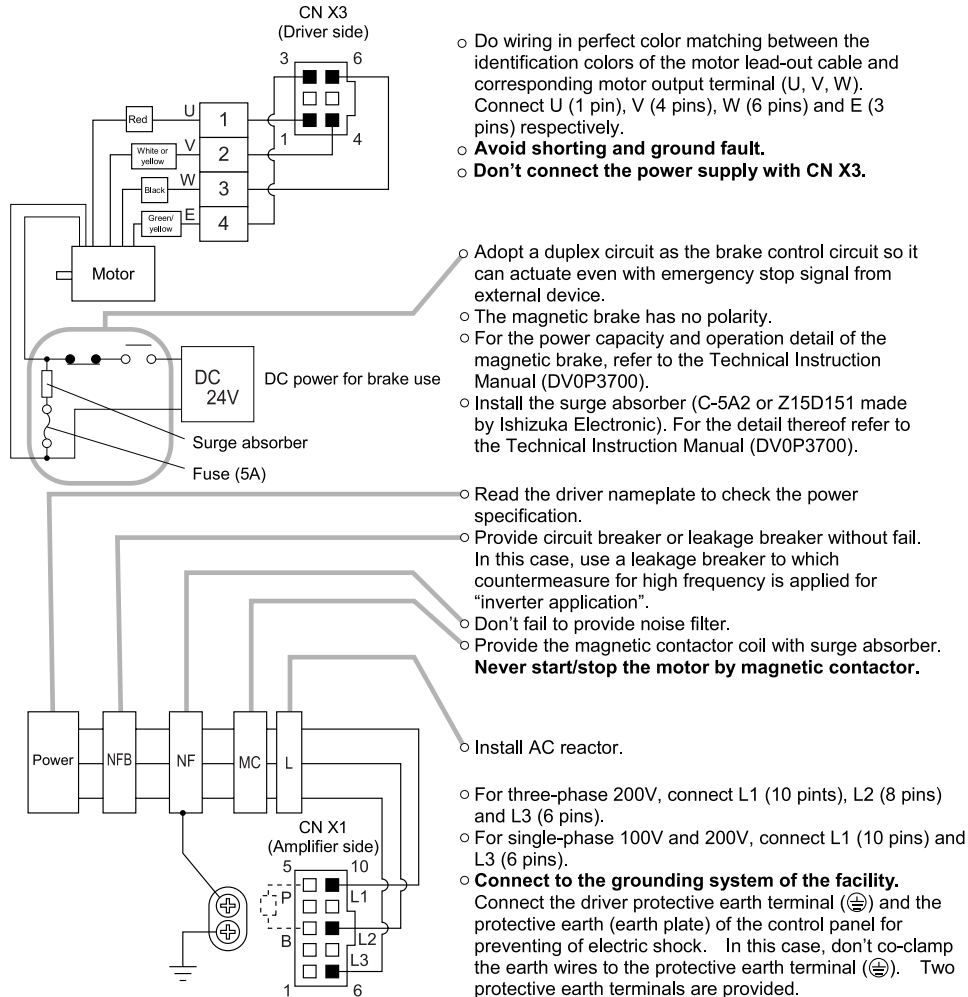 CN X3
(Driver side)
3
6
1
4
Red
U
1
White or
yellow
V
2
Black
W
3
Green/
yellow
E
4
Motor
○ Do wiring in perfect color matching between the
identification colors of the motor lead-out cable and
corresponding motor output terminal (U, V, W).
Connect U (1 pin), V (4 pins), W (6 pins) and E (3
pins) respectively.
○ Avoid shorting and ground fault.
○ Don't connect the power supply with CN X3.
DC
24V
DC power for brake use
Surge absorber
Fuse (5A)
○ Adopt a duplex circuit as the brake control circuit so it
can actuate even with emergency stop signal from
external device.
○ The magnetic brake has no polarity.
○ For the power capacity and operation detail of the
magnetic brake, refer to the Technical Instruction
Manual (DV0P3700).
○ Install the surge absorber (C-5A2 or Z15D151 made
by Ishizuka Electronic). For the detail thereof refer to
the Technical Instruction Manual (DV0P3700).
○ Read the driver nameplate to check the power
specification.
○ Provide circuit breaker or leakage breaker without fail.
In this case, use a leakage breaker to which
countermeasure for high frequency is applied for
“inverter application”.
○ Don't fail to provide noise filter.
○ Provide the magnetic contactor coil with surge absorber.
Never start/stop the motor by magnetic contactor.
Power
NFB
NF
MC
L
○ Install AC reactor.
CN X1
(Amplifier side)
5
10
P
L1
B
L2
L3
1
6
○ For three-phase 200V, connect L1 (10 pints), L2 (8 pins)
and L3 (6 pins).
○ For single-phase 100V and 200V, connect L1 (10 pins) and
L3 (6 pins).
○ Connect to the grounding system of the facility.
Connect the driver protective earth terminal (⏚) and the
protective earth (earth plate) of the control panel for
preventing of electric shock. In this case, don't co-clamp
the earth wires to the protective earth terminal (⏚). Two
protective earth terminals are provided.